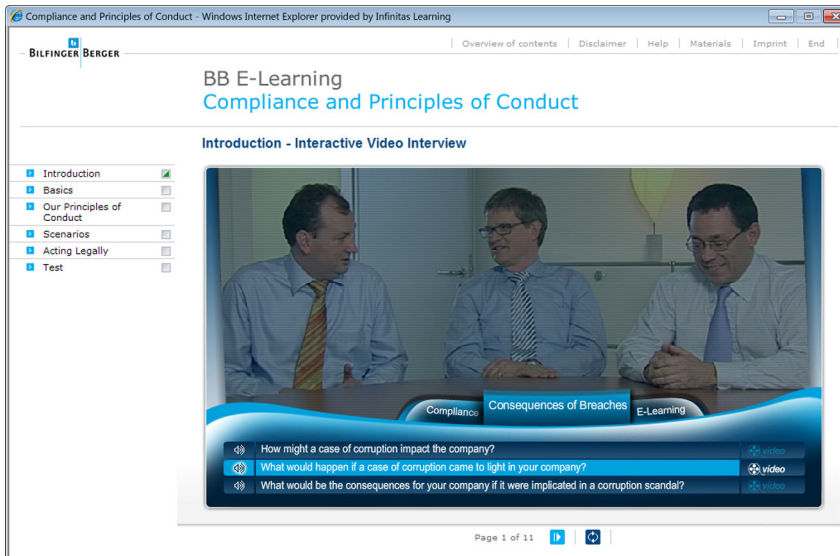 Compliance and Principles of Conduct - Windows Internet Explorer provided by Infinitas Learning
BILFINGER BERGER
Overview of contents | Disclaimer | Help | Materials | Imprint | End
BB E-Learning
Compliance and Principles of Conduct
Introduction - Interactive Video Interview
Introduction
Basics
Our Principles of
Conduct
Scenarios
Acting Legally
Test
Compliance
Consequences of Breaches
E-Learning
How might a case of corruption impact the company?
video
What would happen if a case of corruption came to light in your company?
video
What would be the consequences for your company if it were implicated in a corruption scandal?
video
Page 1 of 11